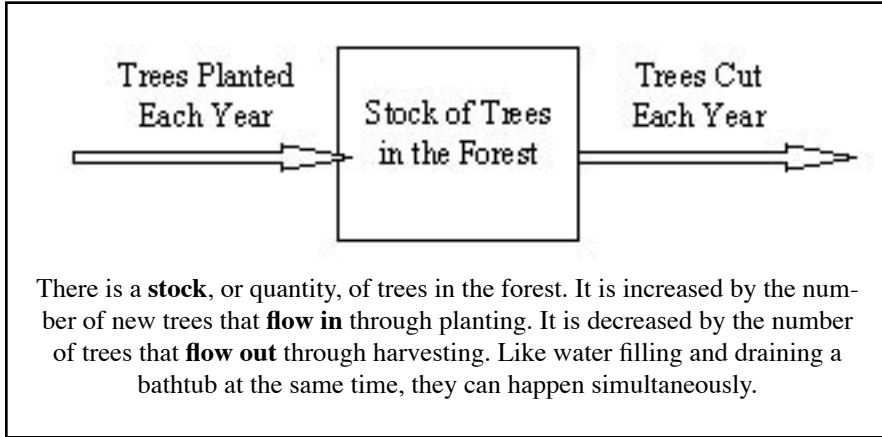 Trees Planted
Each Year
Stock of Trees
in the Forest
Trees Cut
Each Year
There is a stock, or quantity, of trees in the forest. It is increased by the num-
ber of new trees that flow in through planting. It is decreased by the number
of trees that flow out through harvesting. Like water filling and draining a
bathtub at the same time, they can happen simultaneously.